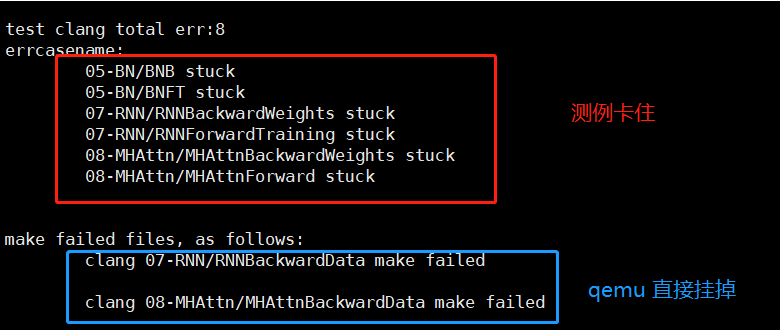 test clang total err:8
errcasename:
05-BN/BNB stuck
05-BN/BNFT stuck
07-RNN/RNNBackwardWeights stuck
07-RNN/RNNForwardTraining stuck
08-MHAttn/MHAttnBackwardWeights stuck
08-MHAttn/MHAttnForward stuck
测例卡住
make failed files, as follows:
clang 07-RNN/RNNBackwardData make failed
clang 08-MHAttn/MHAttnBackwardData make failed
qemu 直接挂掉